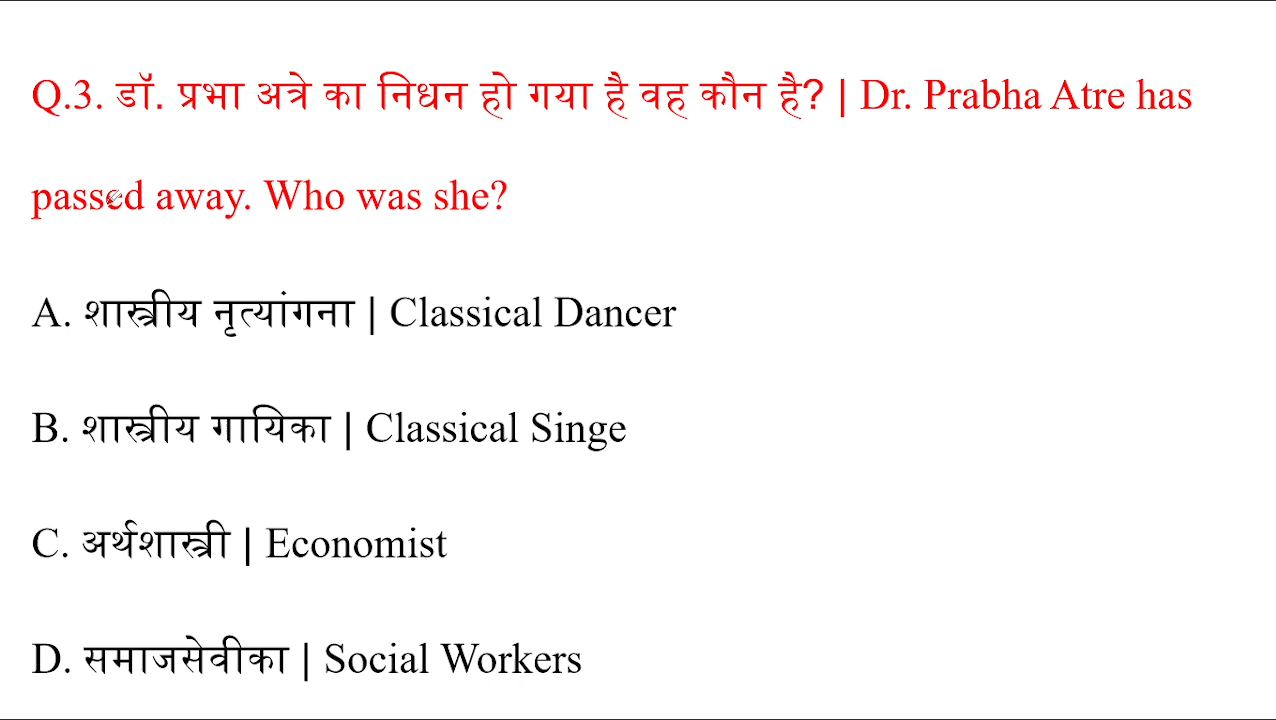 Q.3. डॉ. प्रभा अत्रे का निधन हो गया है वह कौन है? | Dr. Prabha Atre has
passed away. Who was she?
A. शास्त्रीय नृत्यांगना | Classical Dancer
B. शास्त्रीय गायिका | Classical Singe
C. अर्थशास्त्री | Economist
D. समाजसेवीका | Social Workers